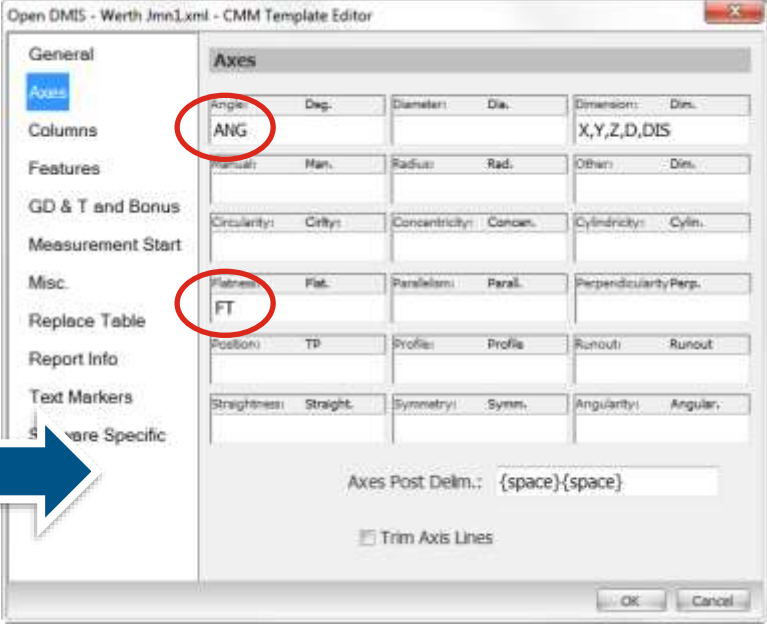 Open DMIS - Werth Jmn1.xml - CMM Template Editor
General
Axes
Columns
Features
GD & T and Bonus
Measurement Start
Misc.
Replace Table
Report Info
Text Markers
Specific
Axes
Angle: Deg. Diameter: Dia. Dimension: Dim.
ANG X,Y,Z,D,DIS
Manual: Man. Radius: Rad. Other: Dim.
Circularity: Cirlty: Concentricity: Concen. Cylindricity: Cylin.
Flatness: Flat. Parallelism: Parall. Perpendicularity Perp.
FT
Position: TP Profile: Profile Runout: Runout
Straightness: Straight. Symmetry: Symm. Angularity: Angular.
Axes Post Delim.: {space}{space}
Trim Axis Lines
OK Cancel